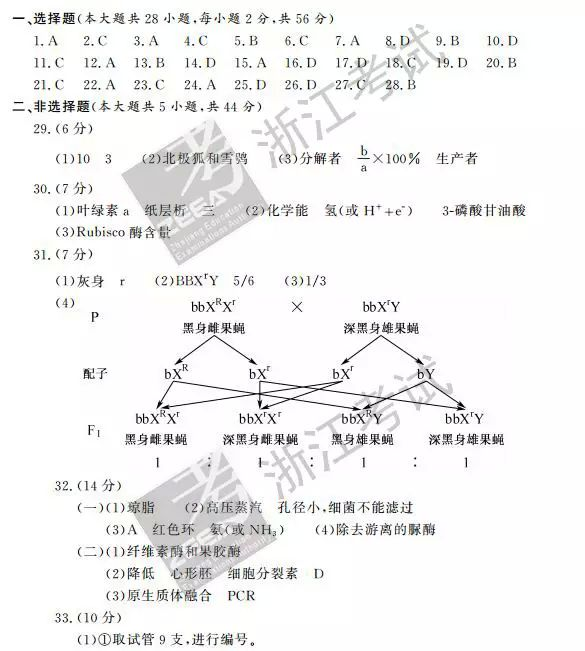 一、选择题(本大题共28小题,每小题2分,共56分)
1.A 2.C 3.A 4.C 5.B 6.C 7.A 8.D 9.B 10.D
11.C 12.A 13.B 14.D 15.A 16.D 17.D 18.C 19.D 20.B
21.C 22.A 23.C 24.A 25.D 26.D 27.C 28.B
二、非选择题(本大题共5小题,共44分)
29.(6分)
(1)10 3 (2)北极狐和雪鸮 (3)分解者 b/a×100% 生产者
30.(7分)
(1)叶绿素a 纸层析 三 (2)化学能 氢(或H⁺+e⁻) 3-磷酸甘油酸
(3)Rubisco酶含量
31.(7分)
(1)灰身 r (2)BBXʳY 5/6 (3)1/3
(4)
P bbXᴿXʳ × bbXʳY
黑身雌果蝇 深黑身雄果蝇
配子 bXᴿ bXʳ bXʳ bY
F₁ bbXᴿXʳ bbXʳXʳ bbXᴿY bbXʳY
黑身雌果蝇 深黑身雌果蝇 黑身雄果蝇 深黑身雄果蝇
1 : 1 : 1 : 1
32.(14分)
(一)(1)琼脂 (2)高压蒸汽 孔径小,细菌不能滤过
(3)A 红色环 氨(或NH₃) (4)除去游离的脲酶
(二)(1)纤维素酶和果胶酶
(2)降低 心形胚 细胞分裂素 D
(3)原生质体融合 PCR
33.(10分)
(1)①取试管9支,进行编号。
浙江考试
浙江考试
浙江考试
ZEEA
Zhejiang Education
Examinations Authority